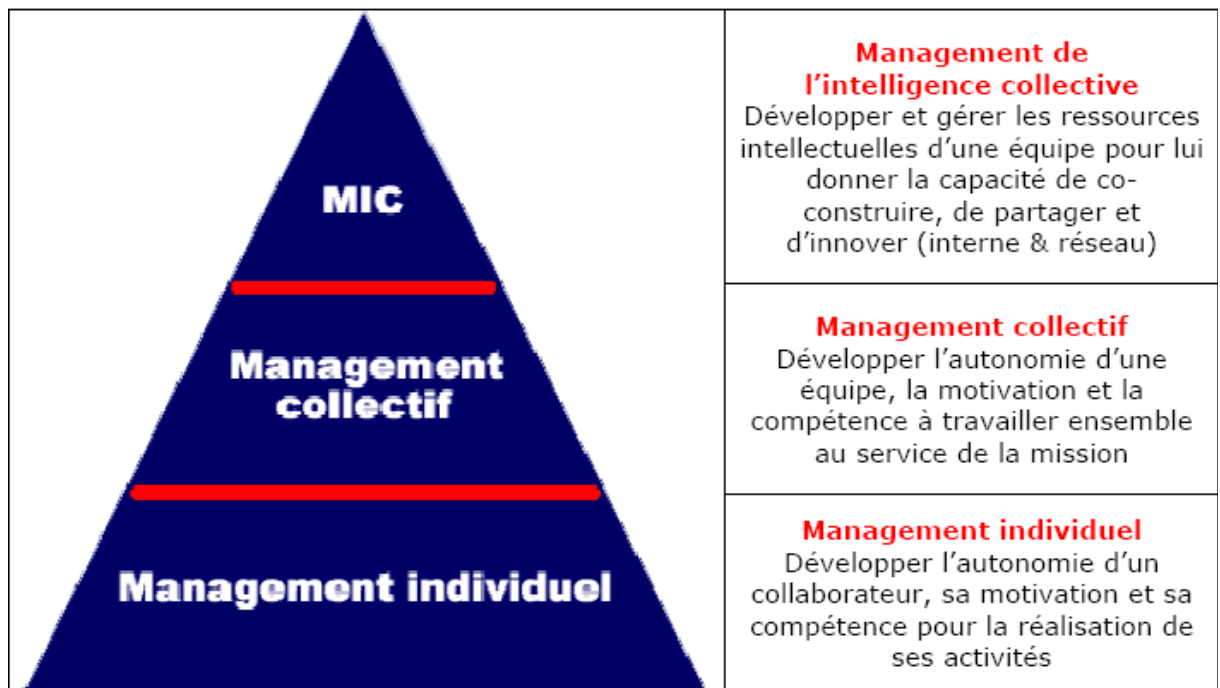 MIC
Management de
l’intelligence collective
Développer et gérer les ressources
intellectuelles d’une équipe pour lui
donner la capacité de co-
construire, de partager et
d’innover (interne & réseau)
Management
collectif
Management collectif
Développer l’autonomie d’une
équipe, la motivation et la
compétence à travailler ensemble
au service de la mission
Management individuel
Management individuel
Développer l’autonomie d’un
collaborateur, sa motivation et sa
compétence pour la réalisation de
ses activités